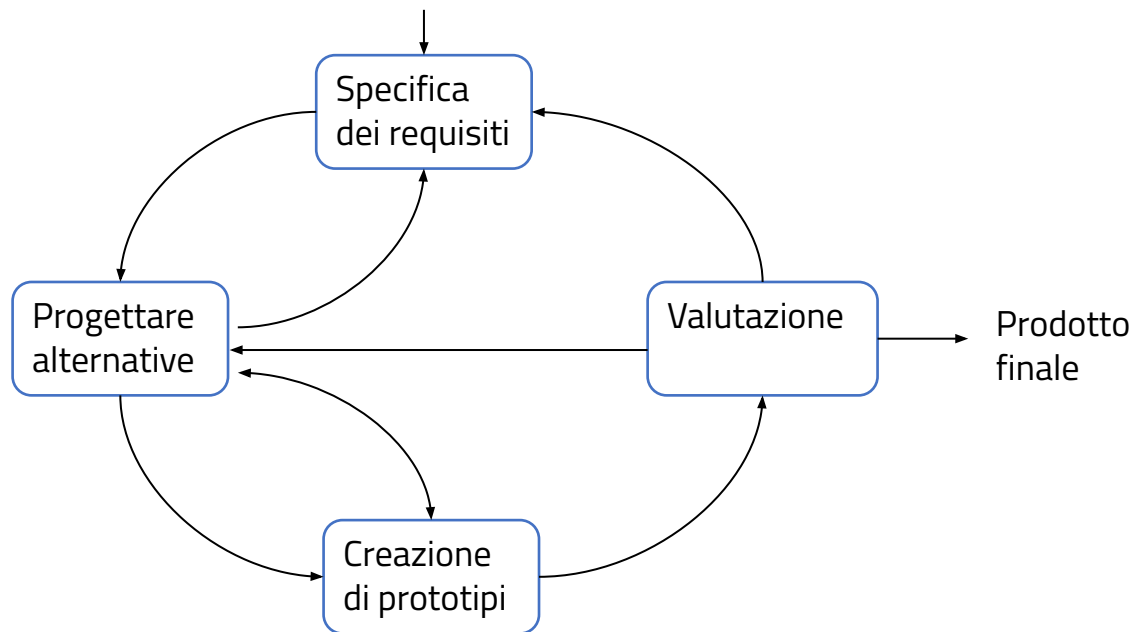 Specifica
dei requisiti
Progettare
alternative
Valutazione
Prodotto
finale
Creazione
di prototipi